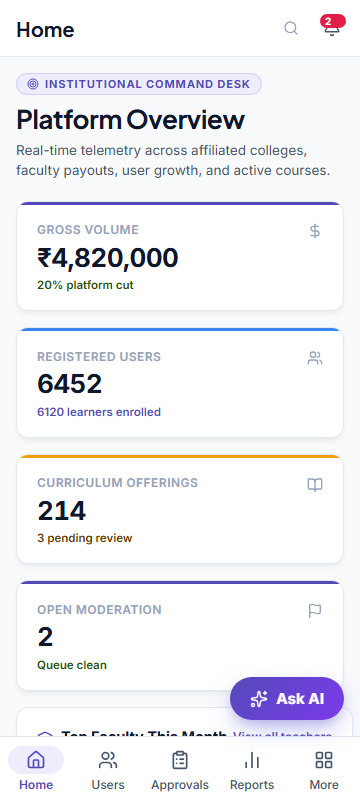 Home
2
INSTITUTIONAL COMMAND DESK
Platform Overview
Real-time telemetry across affiliated colleges,
faculty payouts, user growth, and active courses.
GROSS VOLUME
₹4,820,000
20% platform cut
REGISTERED USERS
6452
6120 learners enrolled
CURRICULUM OFFERINGS
214
3 pending review
OPEN MODERATION
2
Queue clean
Ask AI
Top Faculty This Month View all teachers
Home Users Approvals Reports More